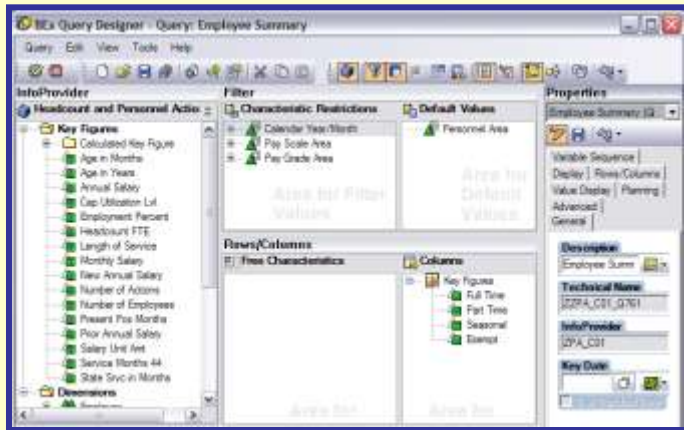 BEx Query Designer - Query: Employee Summary
Query Edit View Tools Help
InfoProvider
Headcount and Personnel Actio
Key Figures
Calculated Key Figure
Age in Months
Age in Years
Annual Salary
Cap Utilization Lvl
Employment Percent
Headcount FTE
Length of Service
Monthly Salary
New Annual Salary
Number of Actions
Number of Employees
Present Pos Months
Prior Annual Salary
Salary Unit Amt
Service Months 44
State Srvc in Months
Dimensions
Filter
Characteristic Restrictions
Calendar Year/Month
Pay Scale Area
Pay Grade Area
Area for Filter
Values
Default Values
Personnel Area
Area for
Default
Values
Rows/Columns
Free Characteristics
Area for
Columns
Key Figures
Full Time
Part Time
Seasonal
Exempt
Area for
Properties
Employee Summary (Q
Variable Sequence
Display Rows/Columns
Value Display Planning
Advanced
General
Description
Employee Summ
Technical Name
ZZPA_C01_Q761
InfoProvider
ZPA_C01
Key Date